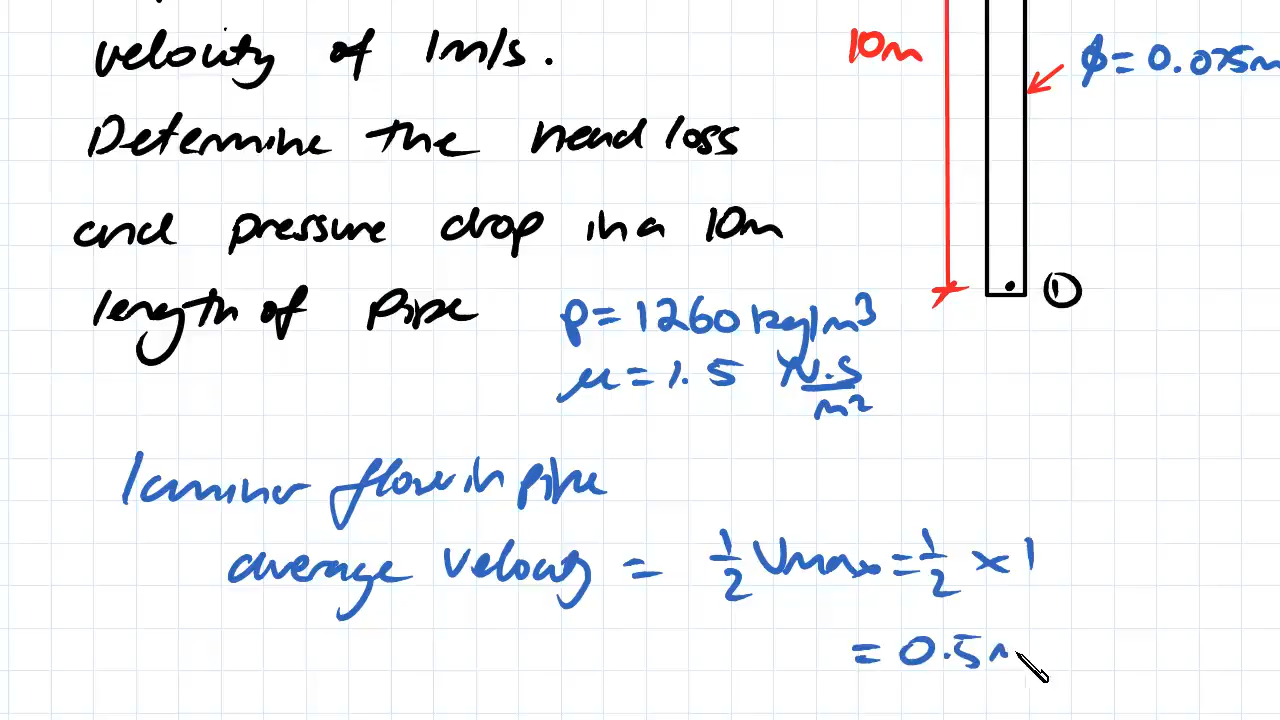 velocity of 1m/s.
10m
ϕ = 0.075m
Determine the head loss
and pressure drop in a 10m
length of pipe
①
ρ = 1260 kg/m³
μ = 1.5 N.s/m²
laminar flow in pipe
average velocity = 1/2 Vmax = 1/2 × 1
= 0.5m